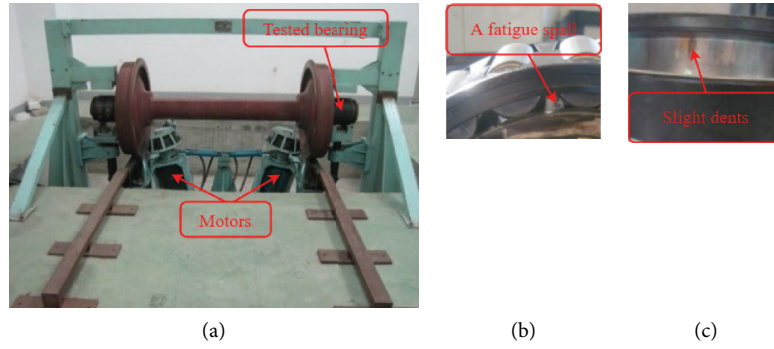 Tested bearing
A fatigue spall
Slight dents
Motors
(a)
(b)
(c)